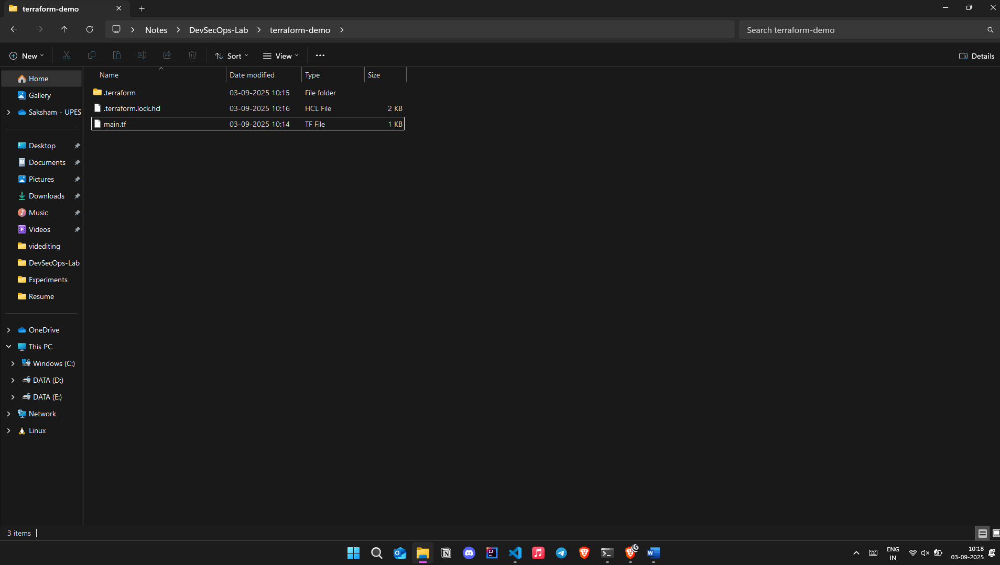 terraform-demo
Notes > DevSecOps-Lab > terraform-demo >
Search terraform-demo
New
Sort
View
Details
Name Date modified Type Size
.terraform 03-09-2025 10:15 File folder
.terraform.lock.hcl 03-09-2025 10:16 HCL File 2 KB
main.tf 03-09-2025 10:14 TF File 1 KB
Home
Gallery
Saksham - UPES
Desktop
Documents
Pictures
Downloads
Music
Videos
videditing
DevSecOps-Lab
Experiments
Resume
OneDrive
This PC
Windows (C:)
DATA (D:)
DATA (E:)
Network
Linux
3 items
ENG
IN
10:18
03-09-2025